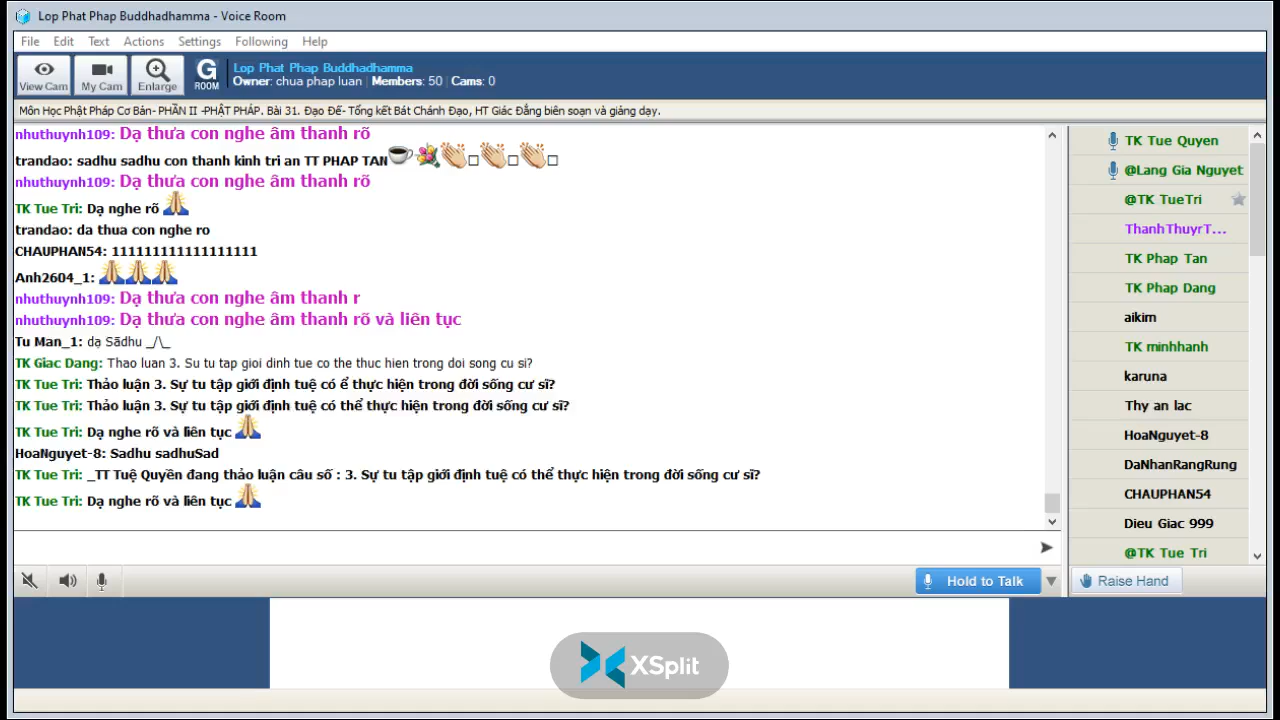 Lop Phat Phap Buddhadhamma - Voice Room
File Edit Text Actions Settings Following Help
View Cam My Cam Enlarge G ROOM
Lop Phat Phap Buddhadhamma
Owner: chua phap luan Members: 50 Cams: 0
Môn Học Phật Pháp Cơ Bản- PHẦN II -PHẬT PHÁP. Bài 31. Đạo Đế- Tổng kết Bát Chánh Đạo, HT Giác Đẳng biên soạn và giảng dạy.
nhuthuynh109: Dạ thưa con nghe âm thanh rõ
trandao: sadhu sadhu con thanh kinh tri an TT PHAP TAN
nhuthuynh109: Dạ thưa con nghe âm thanh rõ
TK Tue Tri: Dạ nghe rõ
trandao: da thua con nghe ro
CHAUPHAN54: 111111111111111111
Anh2604_1:
nhuthuynh109: Dạ thưa con nghe âm thanh r
nhuthuynh109: Dạ thưa con nghe âm thanh rõ và liên tục
Tu Man_1: dạ Sādhu _/\_
TK Giac Dang: Thao luan 3. Su tu tap gioi dinh tue co the thuc hien trong doi song cu si?
TK Tue Tri: Thảo luận 3. Sự tu tập giới định tuệ có ể thực hiện trong đời sống cư sĩ?
TK Tue Tri: Thảo luận 3. Sự tu tập giới định tuệ có thể thực hiện trong đời sống cư sĩ?
TK Tue Tri: Dạ nghe rõ và liên tục
HoaNguyet-8: Sadhu sadhuSad
TK Tue Tri: _TT Tuệ Quyền đang thảo luận câu số : 3. Sự tu tập giới định tuệ có thể thực hiện trong đời sống cư sĩ?
TK Tue Tri: Dạ nghe rõ và liên tục
TK Tue Quyen
@Lang Gia Nguyet
@TK TueTri
ThanhThuyrT...
TK Phap Tan
TK Phap Dang
aikim
TK minhhanh
karuna
Thy an lac
HoaNguyet-8
DaNhanRangRung
CHAUPHAN54
Dieu Giac 999
@TK Tue Tri
Hold to Talk
Raise Hand
XSplit